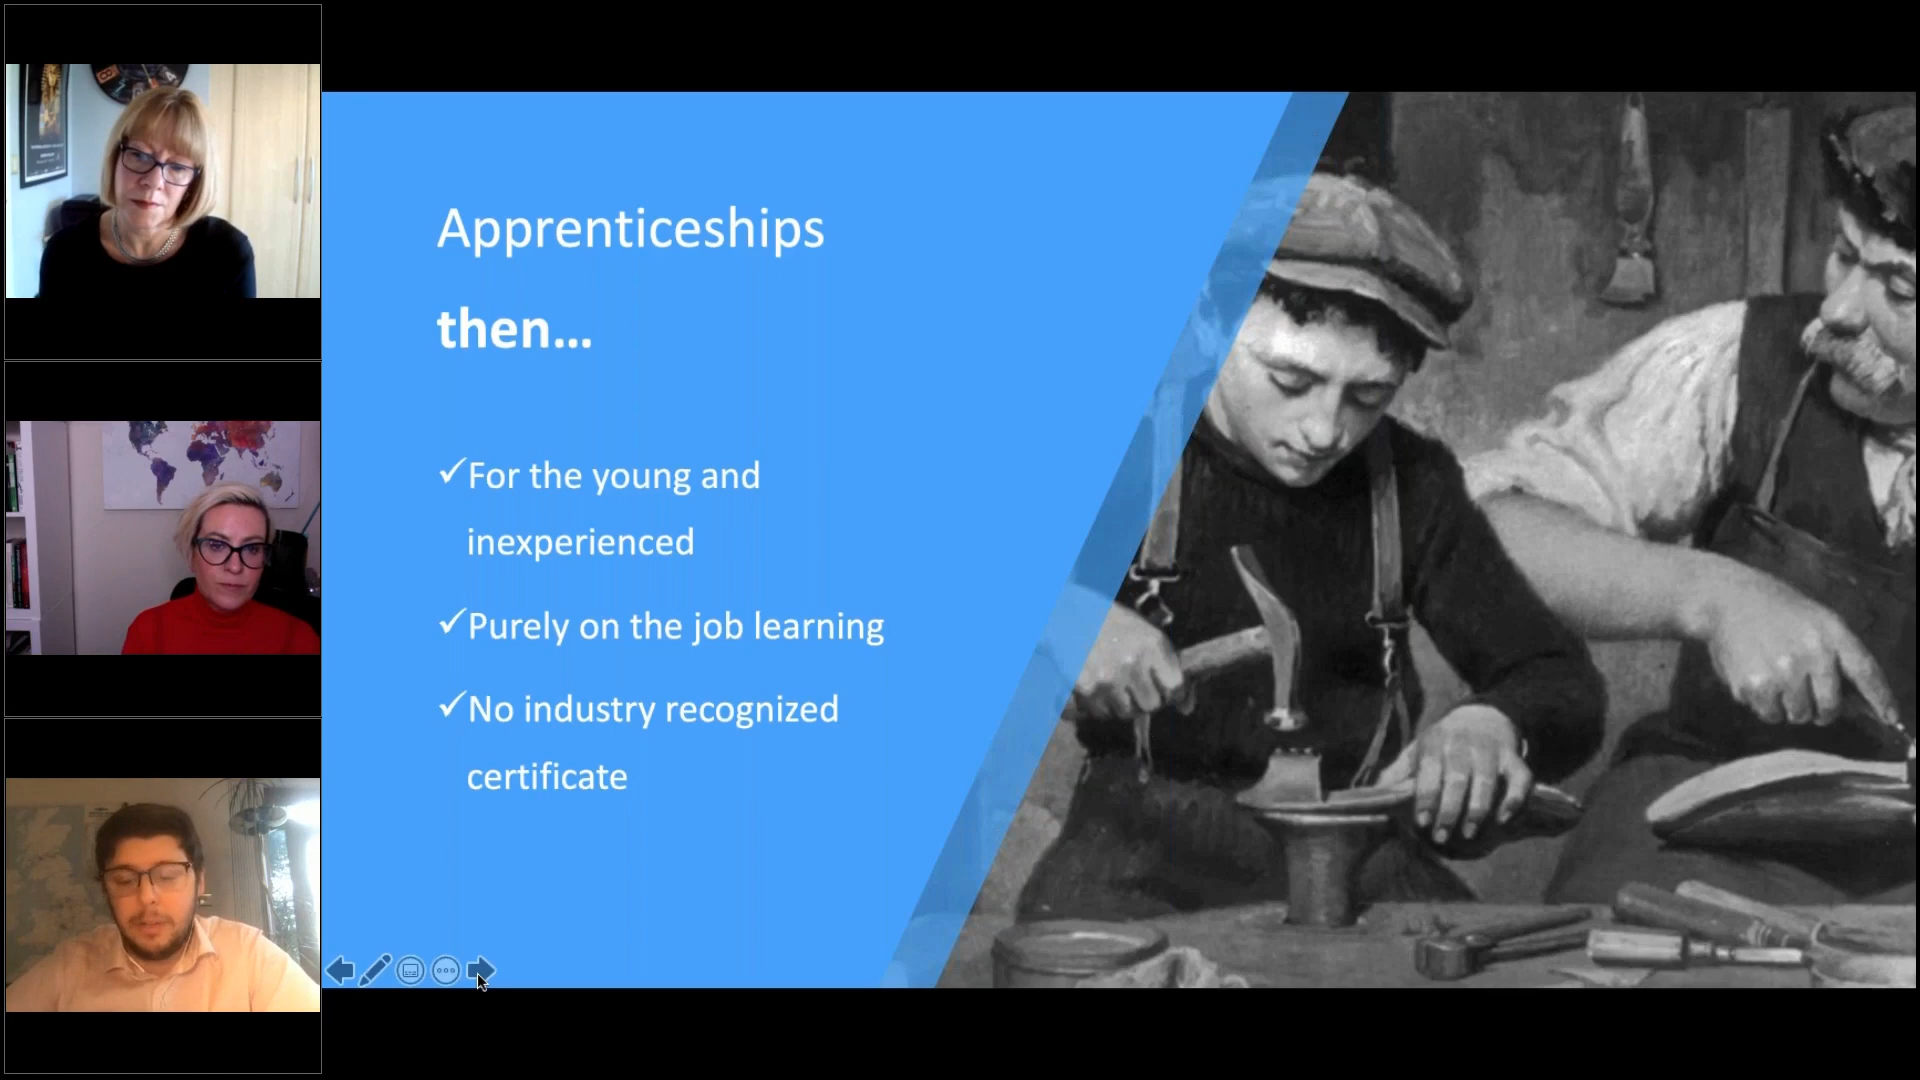 Apprenticeships
then...
✓For the young and
inexperienced
✓Purely on the job learning
✓No industry recognized
certificate